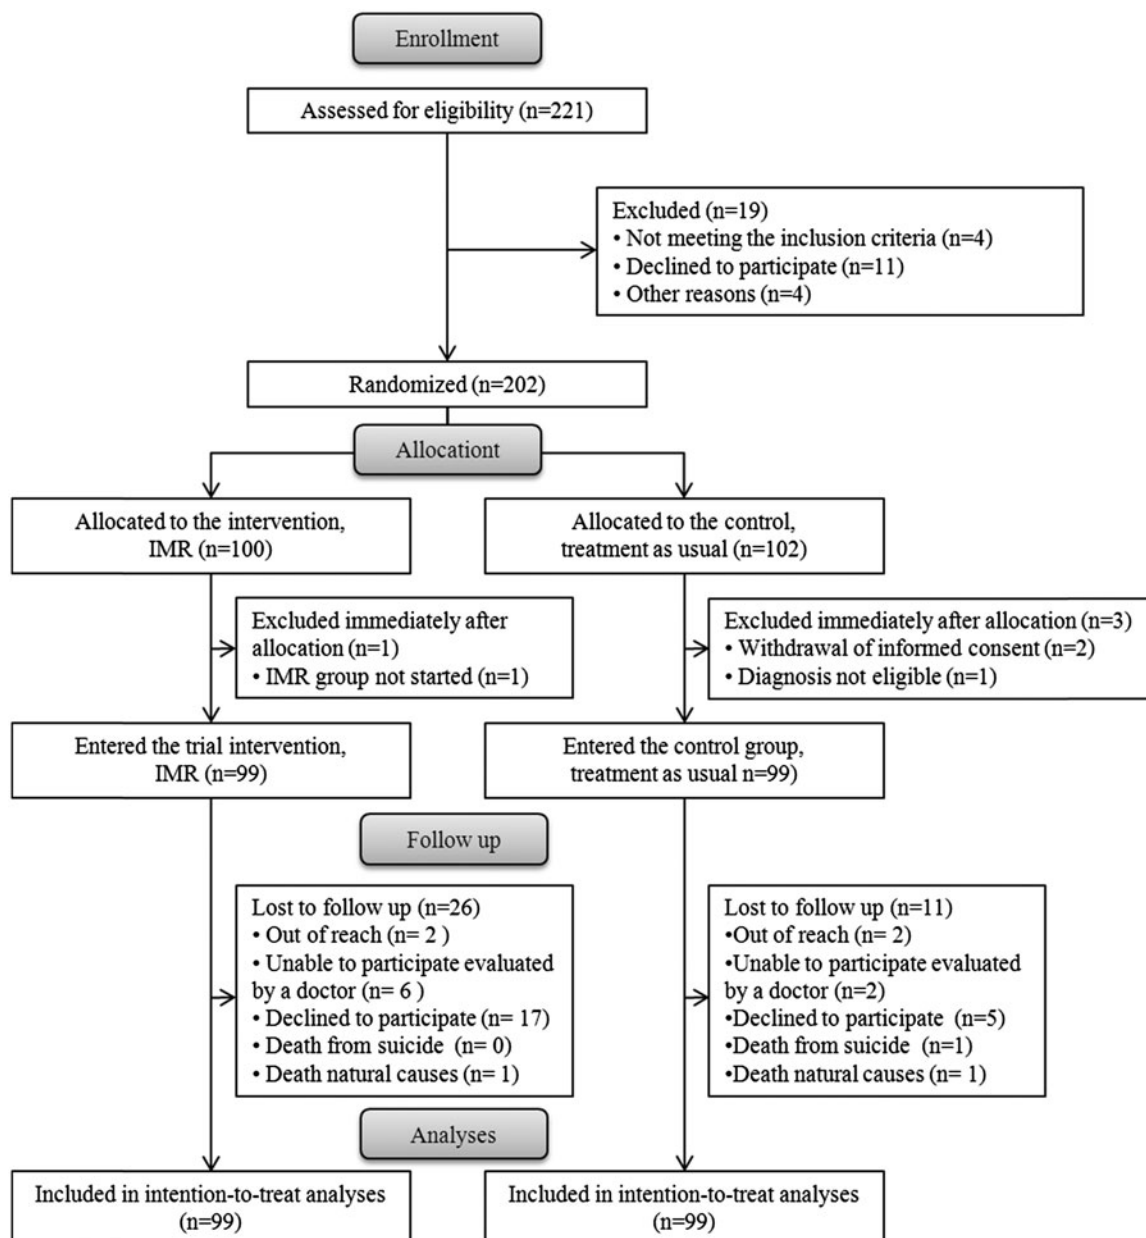 Enrollment
Assessed for eligibility (n=221)
Excluded (n=19)
• Not meeting the inclusion criteria (n=4)
• Declined to participate (n=11)
• Other reasons (n=4)
Randomized (n=202)
Allocationt
Allocated to the intervention,
IMR (n=100)
Allocated to the control,
treatment as usual (n=102)
Excluded immediately after
allocation (n=1)
• IMR group not started (n=1)
Excluded immediately after allocation (n=3)
• Withdrawal of informed consent (n=2)
• Diagnosis not eligible (n=1)
Entered the trial intervention,
IMR (n=99)
Entered the control group,
treatment as usual n=99)
Follow up
Lost to follow up (n=26)
• Out of reach (n= 2 )
• Unable to participate evaluated
by a doctor (n= 6 )
• Declined to participate (n= 17)
• Death from suicide (n= 0)
• Death natural causes (n= 1)
Lost to follow up (n=11)
•Out of reach (n= 2)
•Unable to participate evaluated
by a doctor (n=2)
•Declined to participate (n=5)
•Death from suicide (n=1)
•Death natural causes (n= 1)
Analyses
Included in intention-to-treat analyses
(n=99)
Included in intention-to-treat analyses
(n=99)